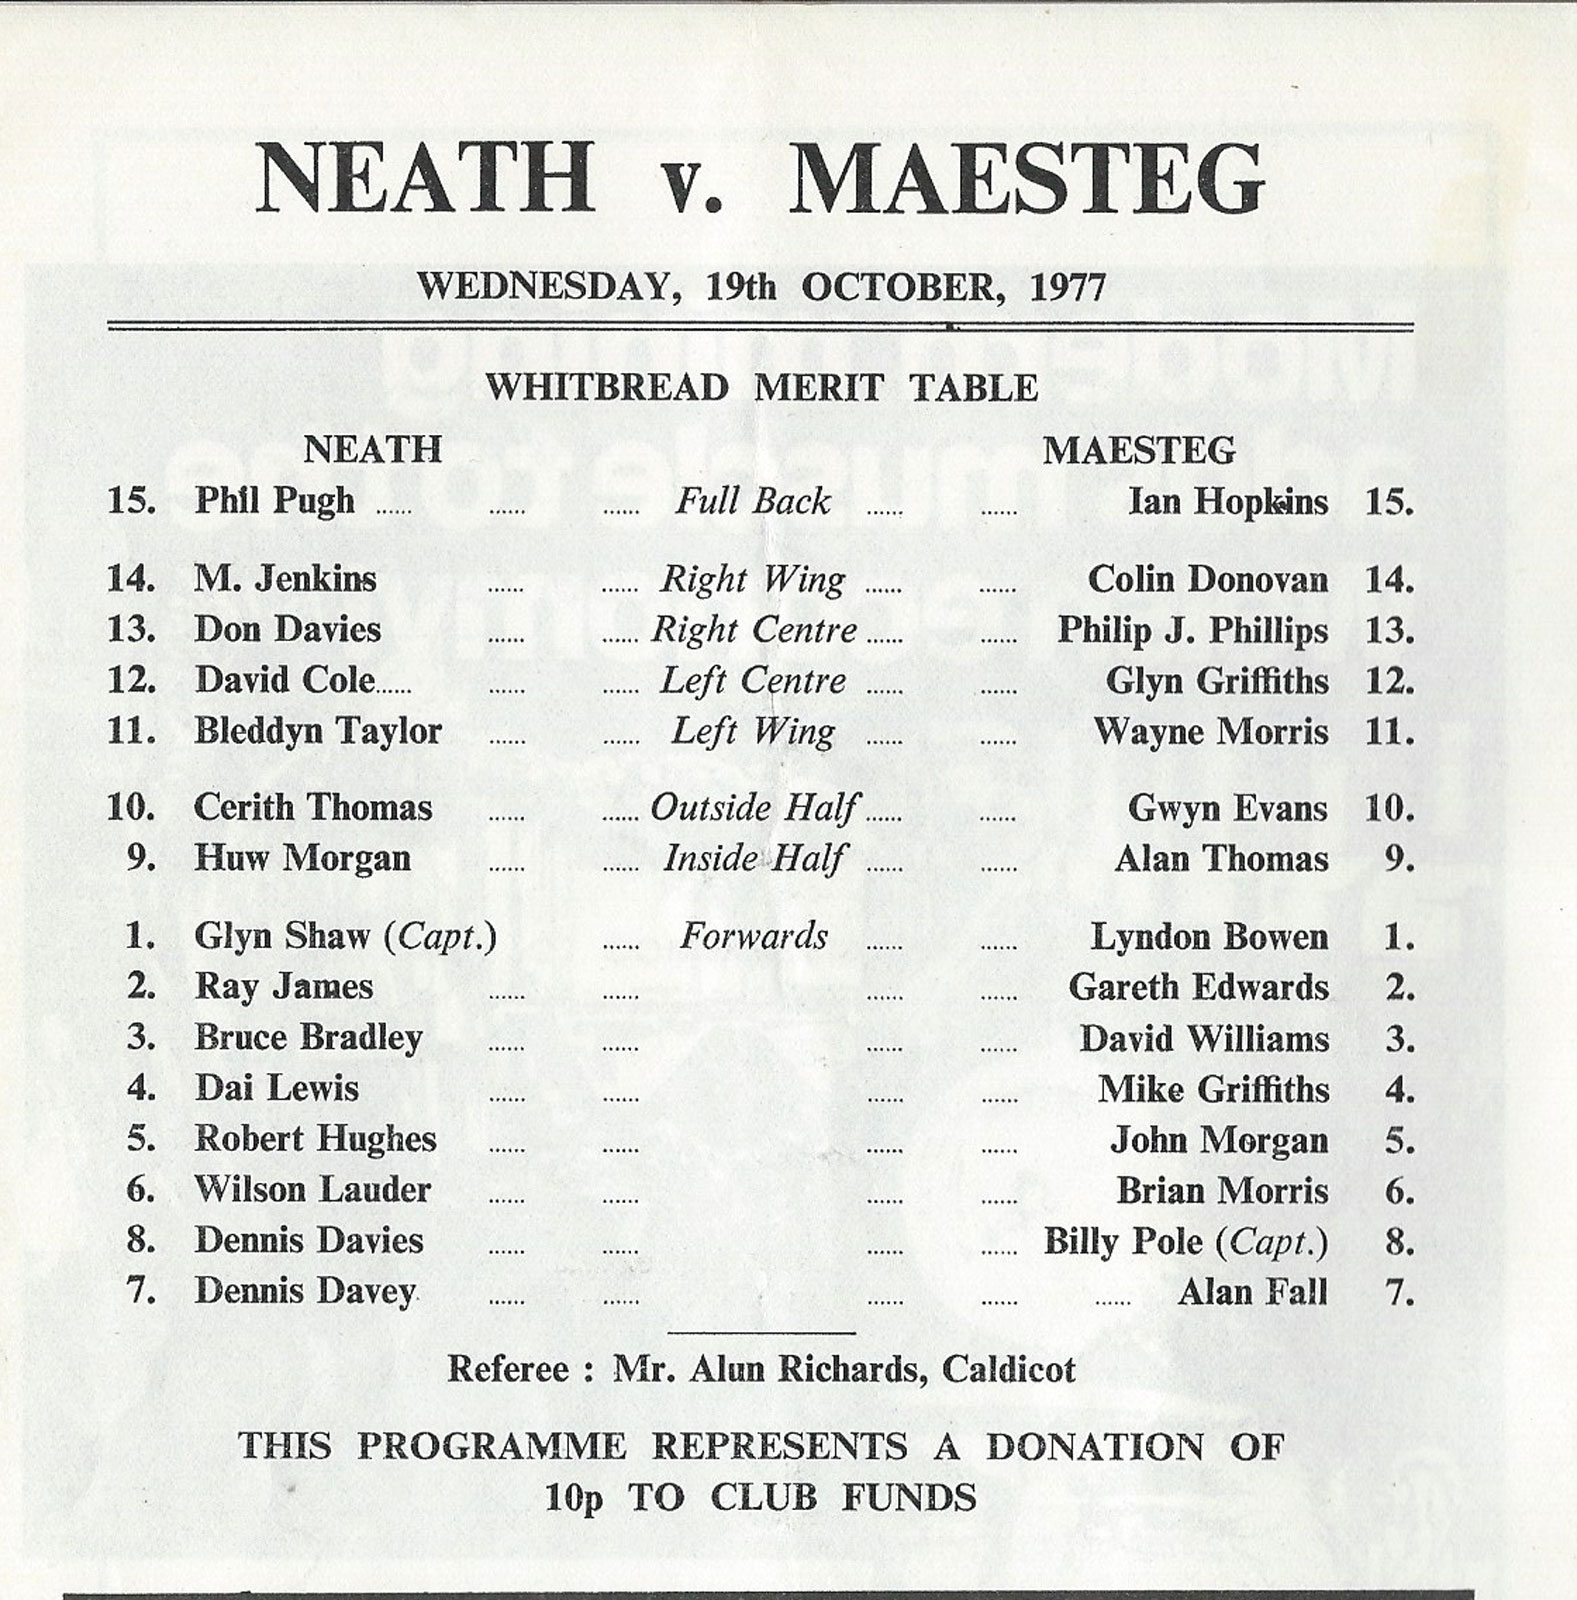 NEATH v. MAESTEG
WEDNESDAY, 19th OCTOBER, 1977
WHITBREAD MERIT TABLE
NEATH MAESTEG
15. Phil Pugh ...... ...... ...... Full Back ...... ...... Ian Hopkins 15.
14. M. Jenkins ...... ...... Right Wing ...... ...... Colin Donovan 14.
13. Don Davies ...... ...... Right Centre ...... ...... Philip J. Phillips 13.
12. David Cole ...... ...... ...... Left Centre ...... ...... Glyn Griffiths 12.
11. Bleddyn Taylor ...... ...... Left Wing ...... ...... Wayne Morris 11.
10. Cerith Thomas ...... ...... Outside Half ...... ...... Gwyn Evans 10.
9. Huw Morgan ...... ...... Inside Half ...... ...... Alan Thomas 9.
1. Glyn Shaw (Capt.) ...... Forwards ...... ...... Lyndon Bowen 1.
2. Ray James ...... ...... ...... ...... Gareth Edwards 2.
3. Bruce Bradley ...... ...... ...... ...... David Williams 3.
4. Dai Lewis ...... ...... ...... ...... Mike Griffiths 4.
5. Robert Hughes ...... ...... ...... ...... John Morgan 5.
6. Wilson Lauder ...... ...... ...... ...... Brian Morris 6.
8. Dennis Davies ...... ...... ...... ...... Billy Pole (Capt.) 8.
7. Dennis Davey ...... ...... ...... ...... ...... Alan Fall 7.
Referee : Mr. Alun Richards, Caldicot
THIS PROGRAMME REPRESENTS A DONATION OF
10p TO CLUB FUNDS